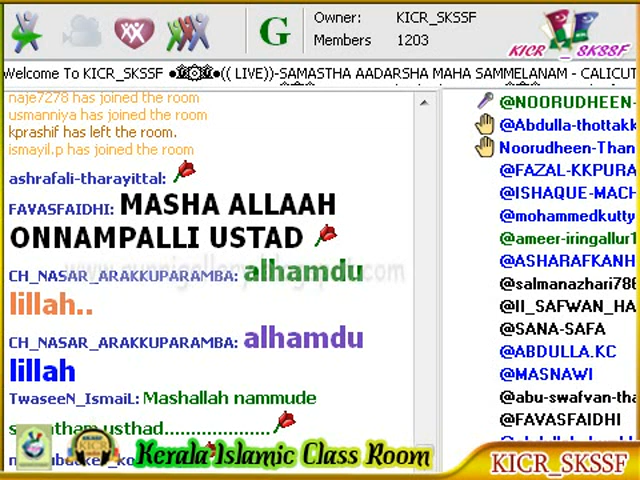 G
Owner: KICR_SKSSF
Members 1203
KICR_SKSSF
Welcome To KICR_SKSSF (( LIVE))-SAMASTHA AADARSHA MAHA SAMMELANAM - CALICUT
naje7278 has joined the room
usmanniya has joined the room
kprashif has left the room.
ismayil.p has joined the room
ashrafali-tharayittal:
FAVASFAIDHI: MASHA ALLAAH
ONNAMPALLI USTAD
CH_NASAR_ARAKKUPARAMBA: alhamdu
lillah..
CH_NASAR_ARAKKUPARAMBA: alhamdu
lillah
TwaseeN_IsmaiL: Mashallah nammude
usthad.....................
@NOORUDHEEN-
@Abdulla-thottakk
Noorudheen-Than
@FAZAL-KKPURA
@ISHAQUE-MACH
@mohammedkutty
@ameer-iringallur1
@ASHARAFKANH
@salmanazhari786
@II_SAFWAN_HA
@SANA-SAFA
@ABDULLA.KC
@MASNAWI
@abu-swafvan-tha
@FAVASFAIDHI
KICR
Kerala Islamic Class Room
KICR_SKSSF